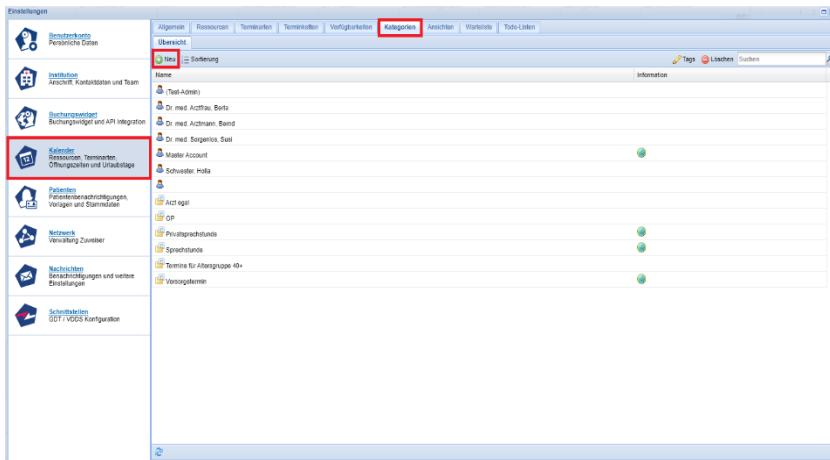 Einstellungen
Benutzerkonto
Persönliche Daten
Institution
Anschrift, Kontaktdaten und Team
Buchungswidget
Buchungswidget und API Integration
Kalender
Ressourcen, Terminarten,
Öffnungszeiten und Urlaubstage
Patienten
Patientenbenachrichtigungen,
Vorlagen und Stammdaten
Netzwerk
Verwaltung Zuweiser
Nachrichten
Benachrichtigungen und weitere
Einstellungen
Schnittstellen
GDT / VDDS Konfiguration
Allgemein Ressourcen Terminarten Terminketten Verfügbarkeiten Kategorien Ansichten Warteliste Todo-Listen
Übersicht
Neu Sortierung Tags Löschen Suchen
Name Information
(Test-Admin)
Dr. med. Arztfrau, Berta
Dr. med. Arztmann, Bernd
Dr. med. Sorgenlos, Susi
Master Account
Schwester, Holla
Arzt egal
OP
Privatsprechstunde
Sprechstunde
Termine für Altersgruppe 40+
Vorsorgetermin